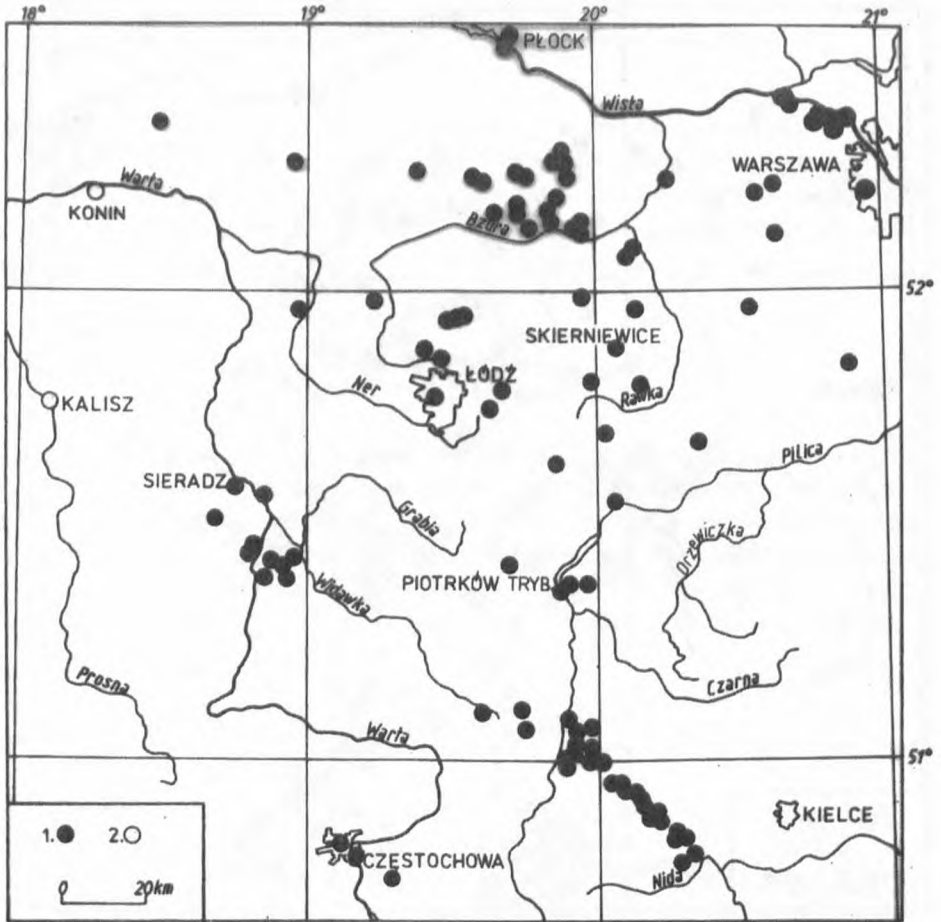 18° 19° 20° 21°
PŁOCK
Wisła
WARSZAWA
Warta
KONIN
Bzura
52°
SKIERNIEWICE
ŁÓDŹ
Ner
Rawka
KALISZ
Pilica
SIERADZ
Grabia
Drzewiczka
PIOTRKÓW TRYB.
Widawka
Prosna
Czarna
Warta
51°
1. 2.
KIELCE
CZĘSTOCHOWA
0 20km
Nida